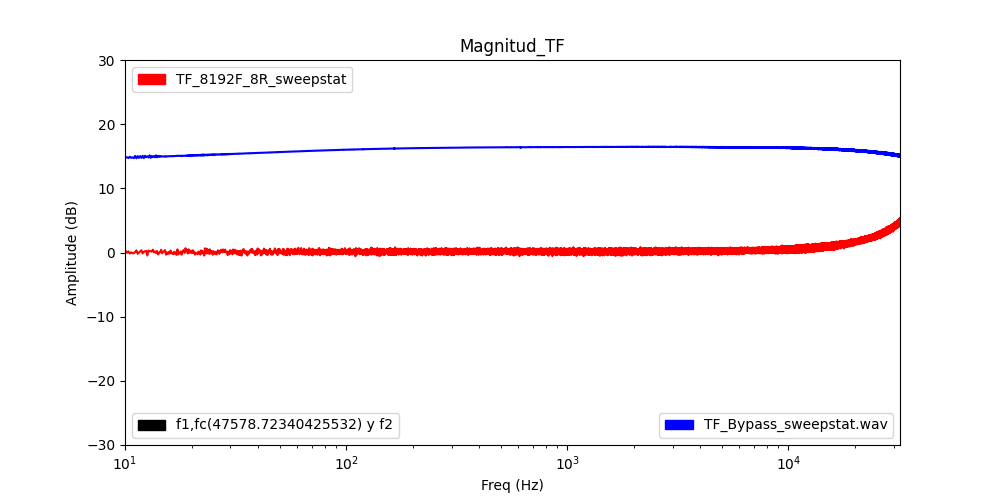 Magnitud_TF
30
TF_8192F_8R_sweepstat
20
10
0
−10
−20
−30
Amplitude (dB)
f1,fc(47578.72340425532) y f2
TF_Bypass_sweepstat.wav
10¹ 10² 10³ 10⁴
Freq (Hz)